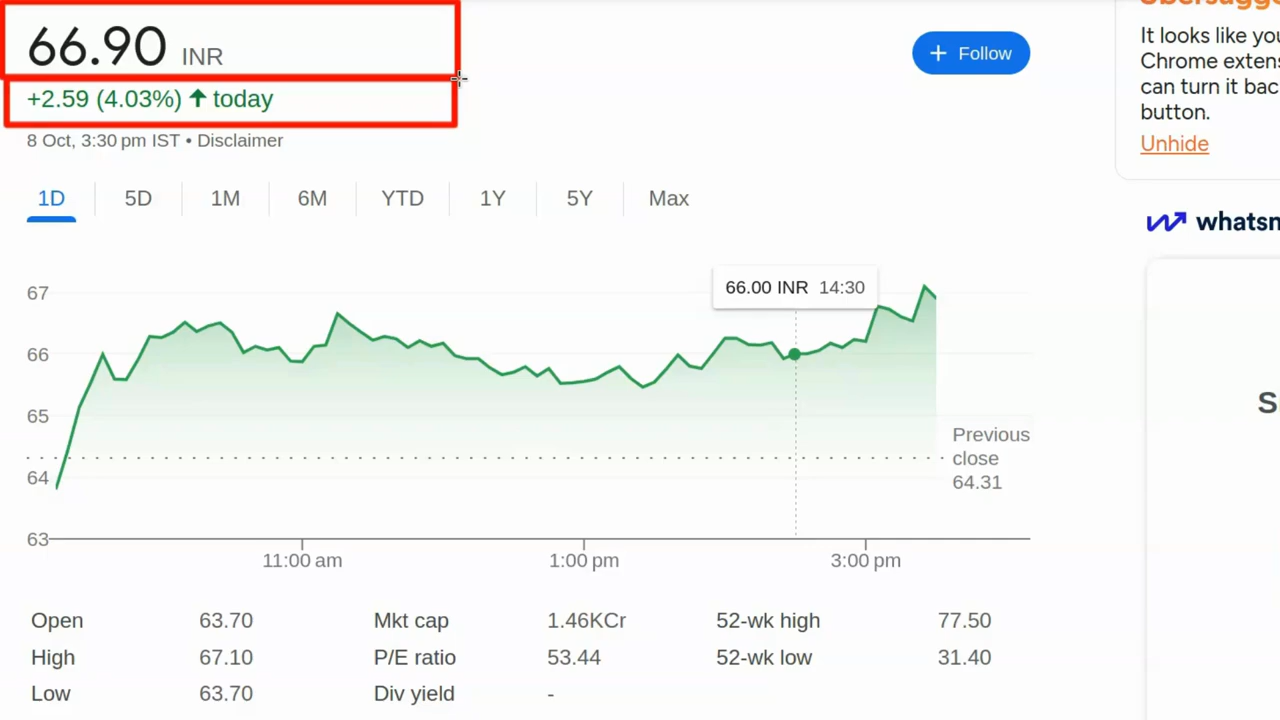 66.90 INR
+2.59 (4.03%) ↑ today
8 Oct, 3:30 pm IST • Disclaimer
+ Follow
1D 5D 1M 6M YTD 1Y 5Y Max
66.00 INR 14:30
67
66
65
64
63
Previous
close
64.31
11:00 am 1:00 pm 3:00 pm
Open 63.70 Mkt cap 1.46KCr 52-wk high 77.50
High 67.10 P/E ratio 53.44 52-wk low 31.40
Low 63.70 Div yield -
It looks like
Chrome
can turn it
button.
Unhide